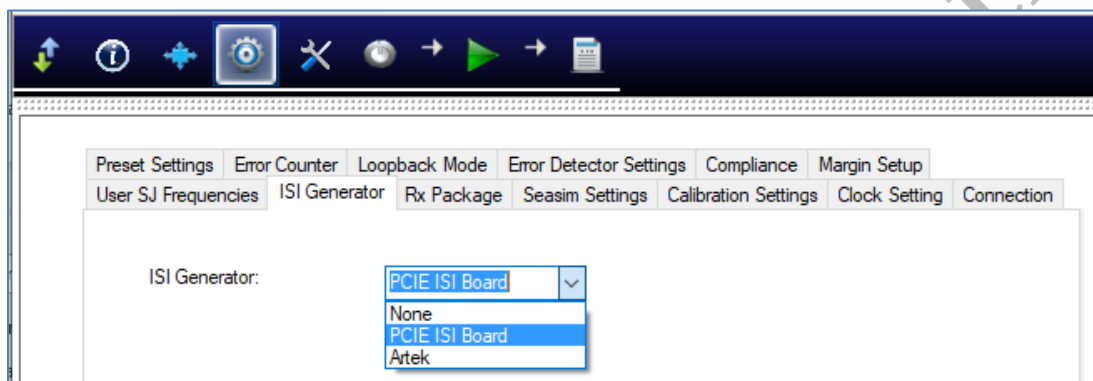 Preset Settings Error Counter Loopback Mode Error Detector Settings Compliance Margin Setup
User SJ Frequencies ISI Generator Rx Package Seasim Settings Calibration Settings Clock Setting Connection
ISI Generator: PCIE ISI Board
None
PCIE ISI Board
Artek